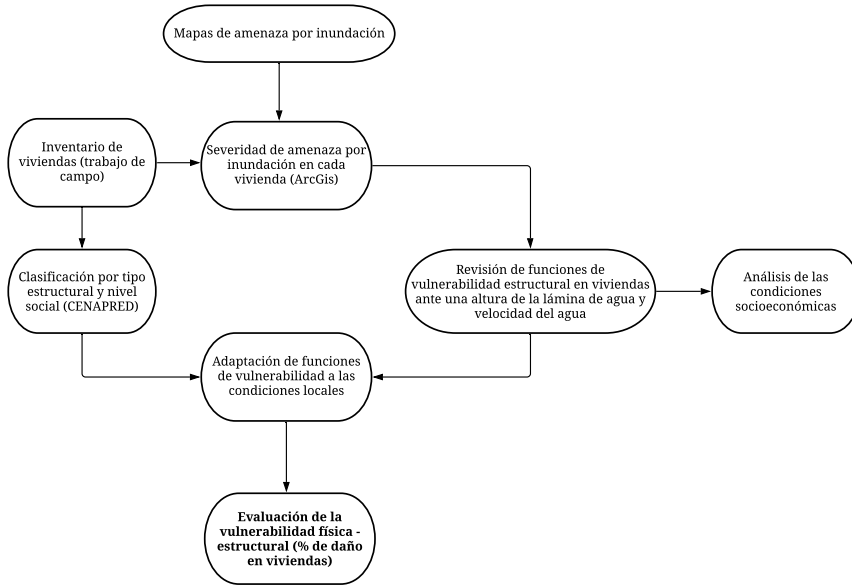 Mapas de amenaza por inundación
Inventario de
viviendas (trabajo de
campo)
Severidad de amenaza por
inundación en cada
vivienda (ArcGis)
Clasificación por tipo
estructural y nivel
social (CENAPRED)
Revisión de funciones de
vulnerabilidad estructural en viviendas
ante una altura de la lámina de agua y
velocidad del agua
Análisis de las
condiciones
socioeconómicas
Adaptación de funciones
de vulnerabilidad a las
condiciones locales
Evaluación de la
vulnerabilidad física -
estructural (% de daño
en viviendas)